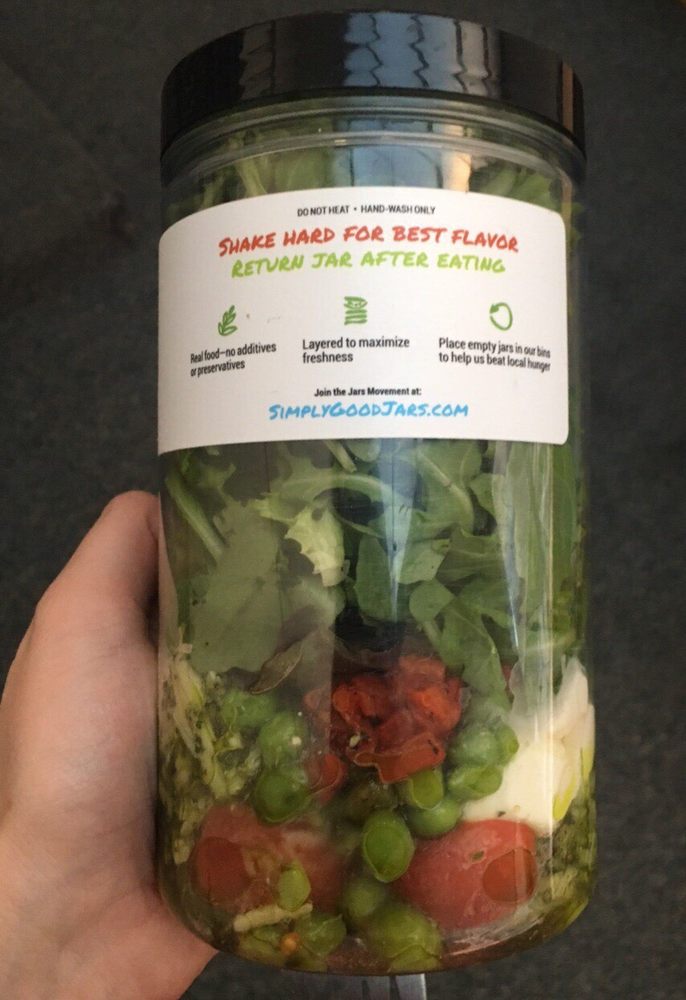 DO NOT HEAT • HAND-WASH ONLY
SHAKE HARD FOR BEST FLAVOR
RETURN JAR AFTER EATING
Real food—no additives
or preservatives
Layered to maximize
freshness
Place empty jars in our bins
to help us beat local hunger
Join the Jars Movement at:
SIMPLYGOODJARS.COM